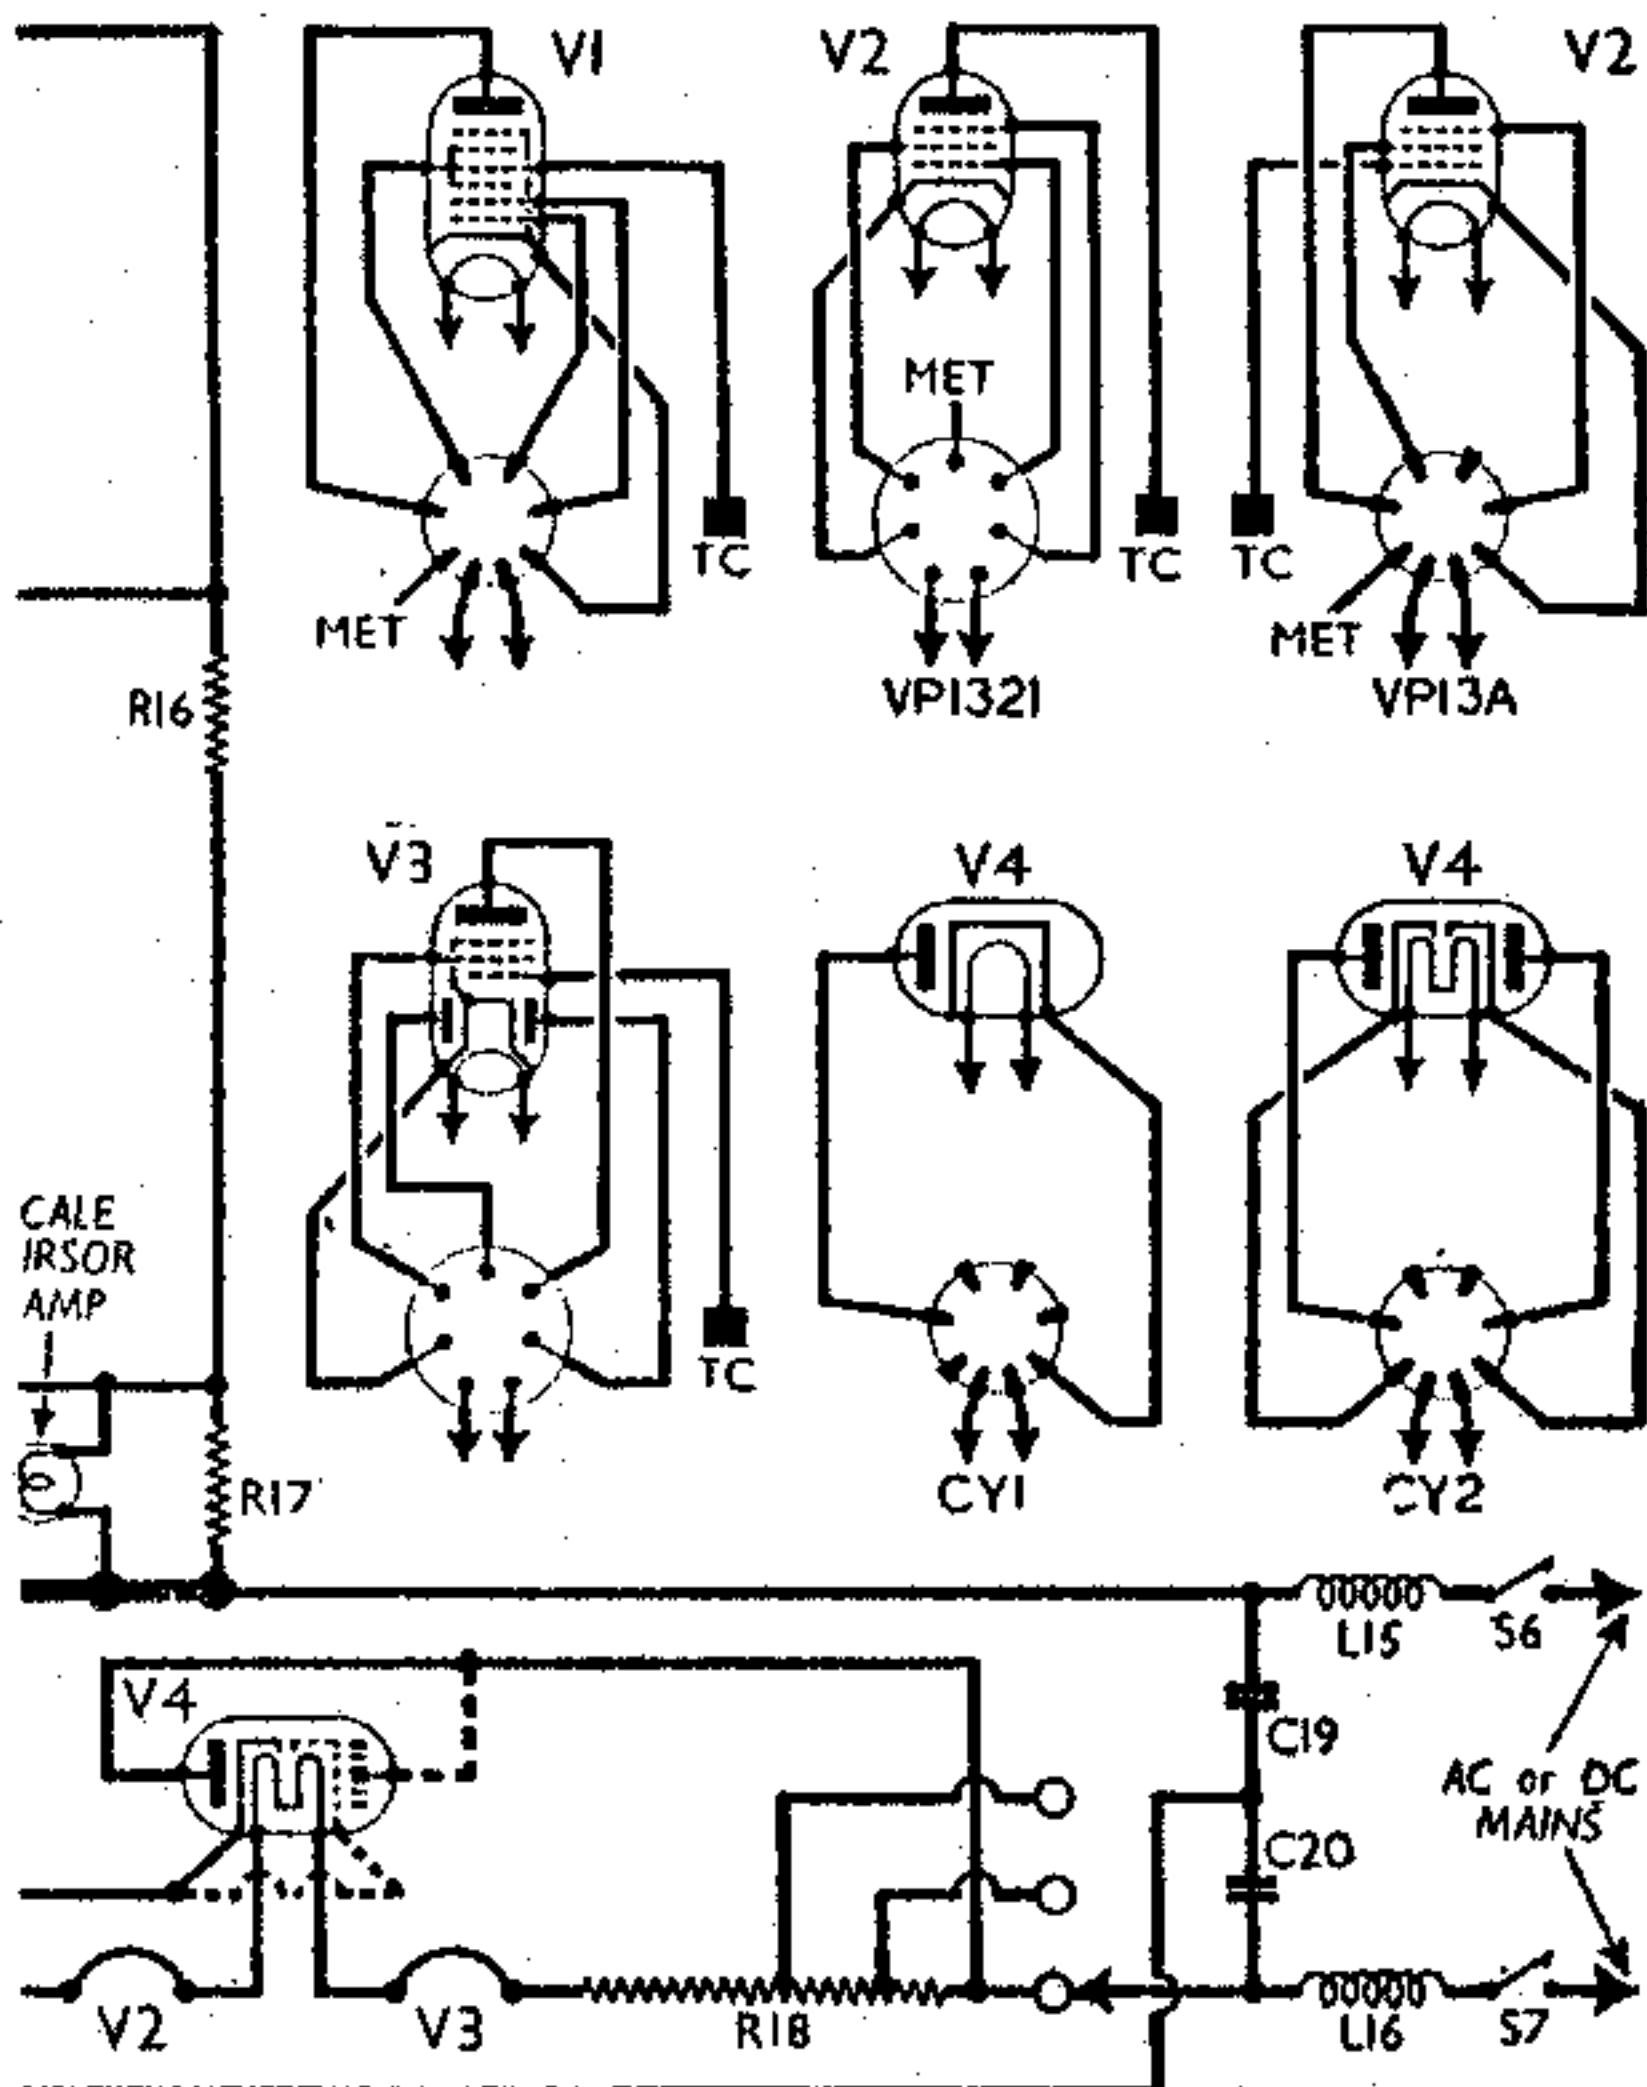 V1
V2
V2
MET
TC
TC
TC
MET
MET
R16
VP1321
VP13A
V3
V4
V4
CALE
IRSOR
AMP
TC
R17
CY1
CY2
L15
S6
V4
C19
AC or DC
MAINS
C20
V2
V3
R18
L16
S7